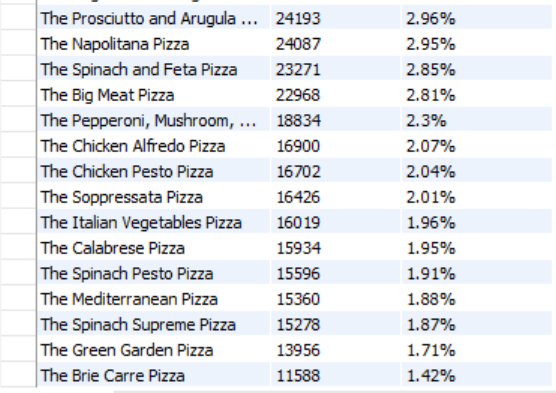 The Prosciutto and Arugula ... 24193 2.96%
The Napolitana Pizza 24087 2.95%
The Spinach and Feta Pizza 23271 2.85%
The Big Meat Pizza 22968 2.81%
The Pepperoni, Mushroom, ... 18834 2.3%
The Chicken Alfredo Pizza 16900 2.07%
The Chicken Pesto Pizza 16702 2.04%
The Soppressata Pizza 16426 2.01%
The Italian Vegetables Pizza 16019 1.96%
The Calabrese Pizza 15934 1.95%
The Spinach Pesto Pizza 15596 1.91%
The Mediterranean Pizza 15360 1.88%
The Spinach Supreme Pizza 15278 1.87%
The Green Garden Pizza 13956 1.71%
The Brie Carre Pizza 11588 1.42%